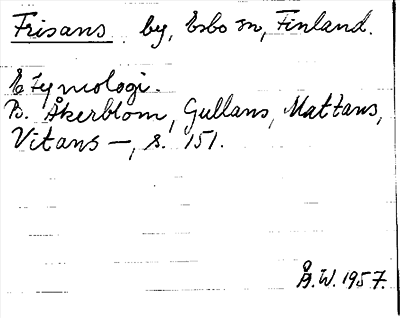 Frisans by, Esbo sn, Finland.
Etymologi.
B. Åkerblom, Gullans, Mattans,
Vitans –, s. 151.
Å.W. 1957.